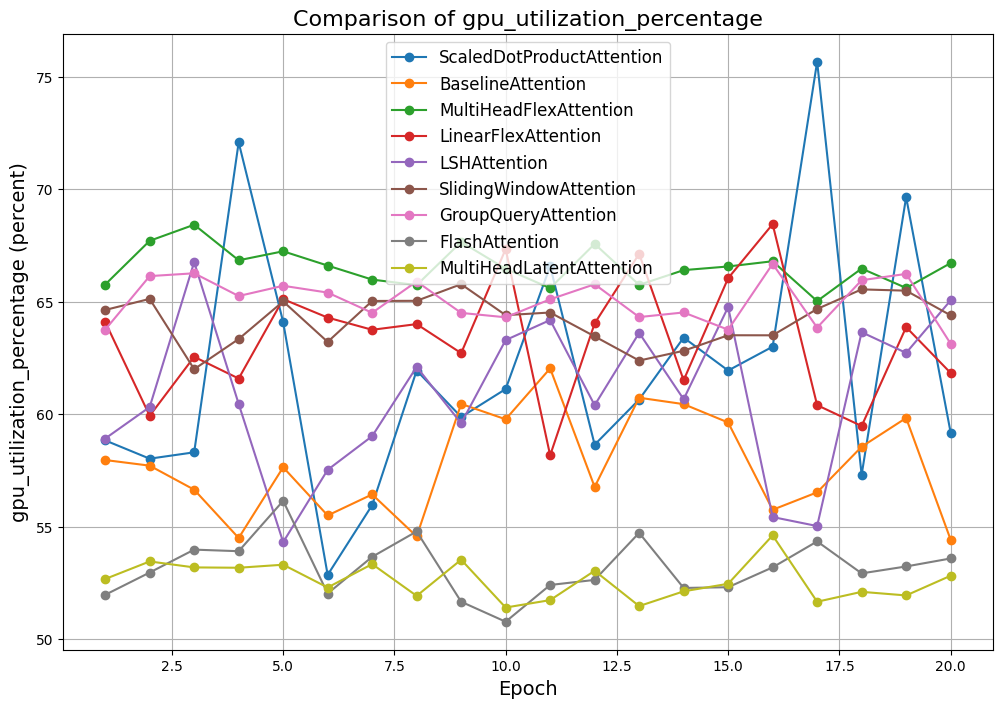 Comparison of gpu_utilization_percentage
ScaledDotProductAttention
BaselineAttention
MultiHeadFlexAttention
LinearFlexAttention
LSHAttention
SlidingWindowAttention
GroupQueryAttention
FlashAttention
MultiHeadLatentAttention
gpu_utilization_percentage (percent)
75
70
65
60
55
50
2.5 5.0 7.5 10.0 12.5 15.0 17.5 20.0
Epoch